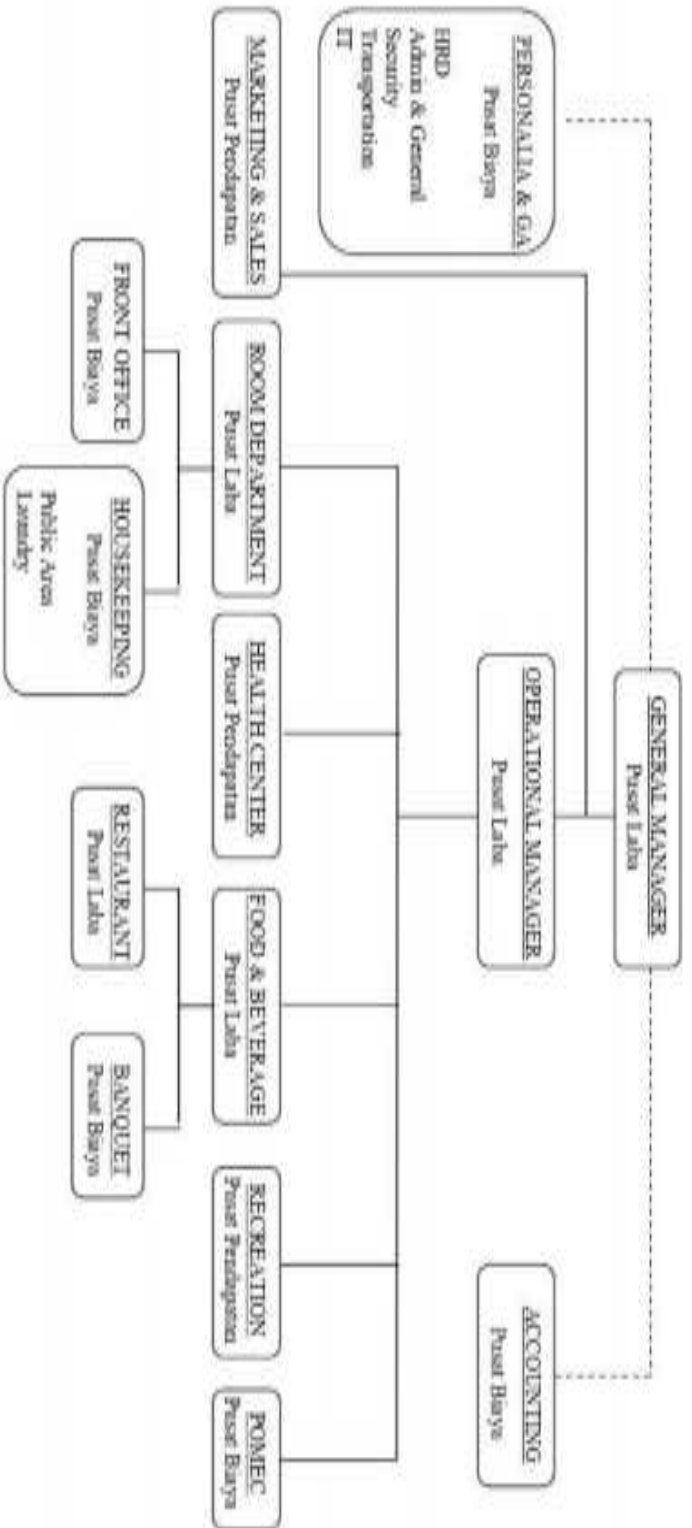 GENERAL MANAGER
Pusat Laba
OPERATIONAL MANAGER
Pusat Laba
PERSONALIA & GA
Pusat Biaya
HRD
Admin & General
Security
Transportation
IT
ACCOUNTING
Pusat Biaya
MARKETING & SALES
Pusat Pendapatan
ROOM DEPARTMENT
Pusat Laba
HEALTH CENTER
Pusat Pendapatan
FOOD & BEVERAGE
Pusat Laba
RECREATION
Pusat Pendapatan
POMEC
Pusat Biaya
FRONT OFFICE
Pusat Biaya
HOUSEKEEPING
Pusat Biaya
Public Area
Laundry
RESTAURANT
Pusat Laba
BANQUET
Pusat Biaya